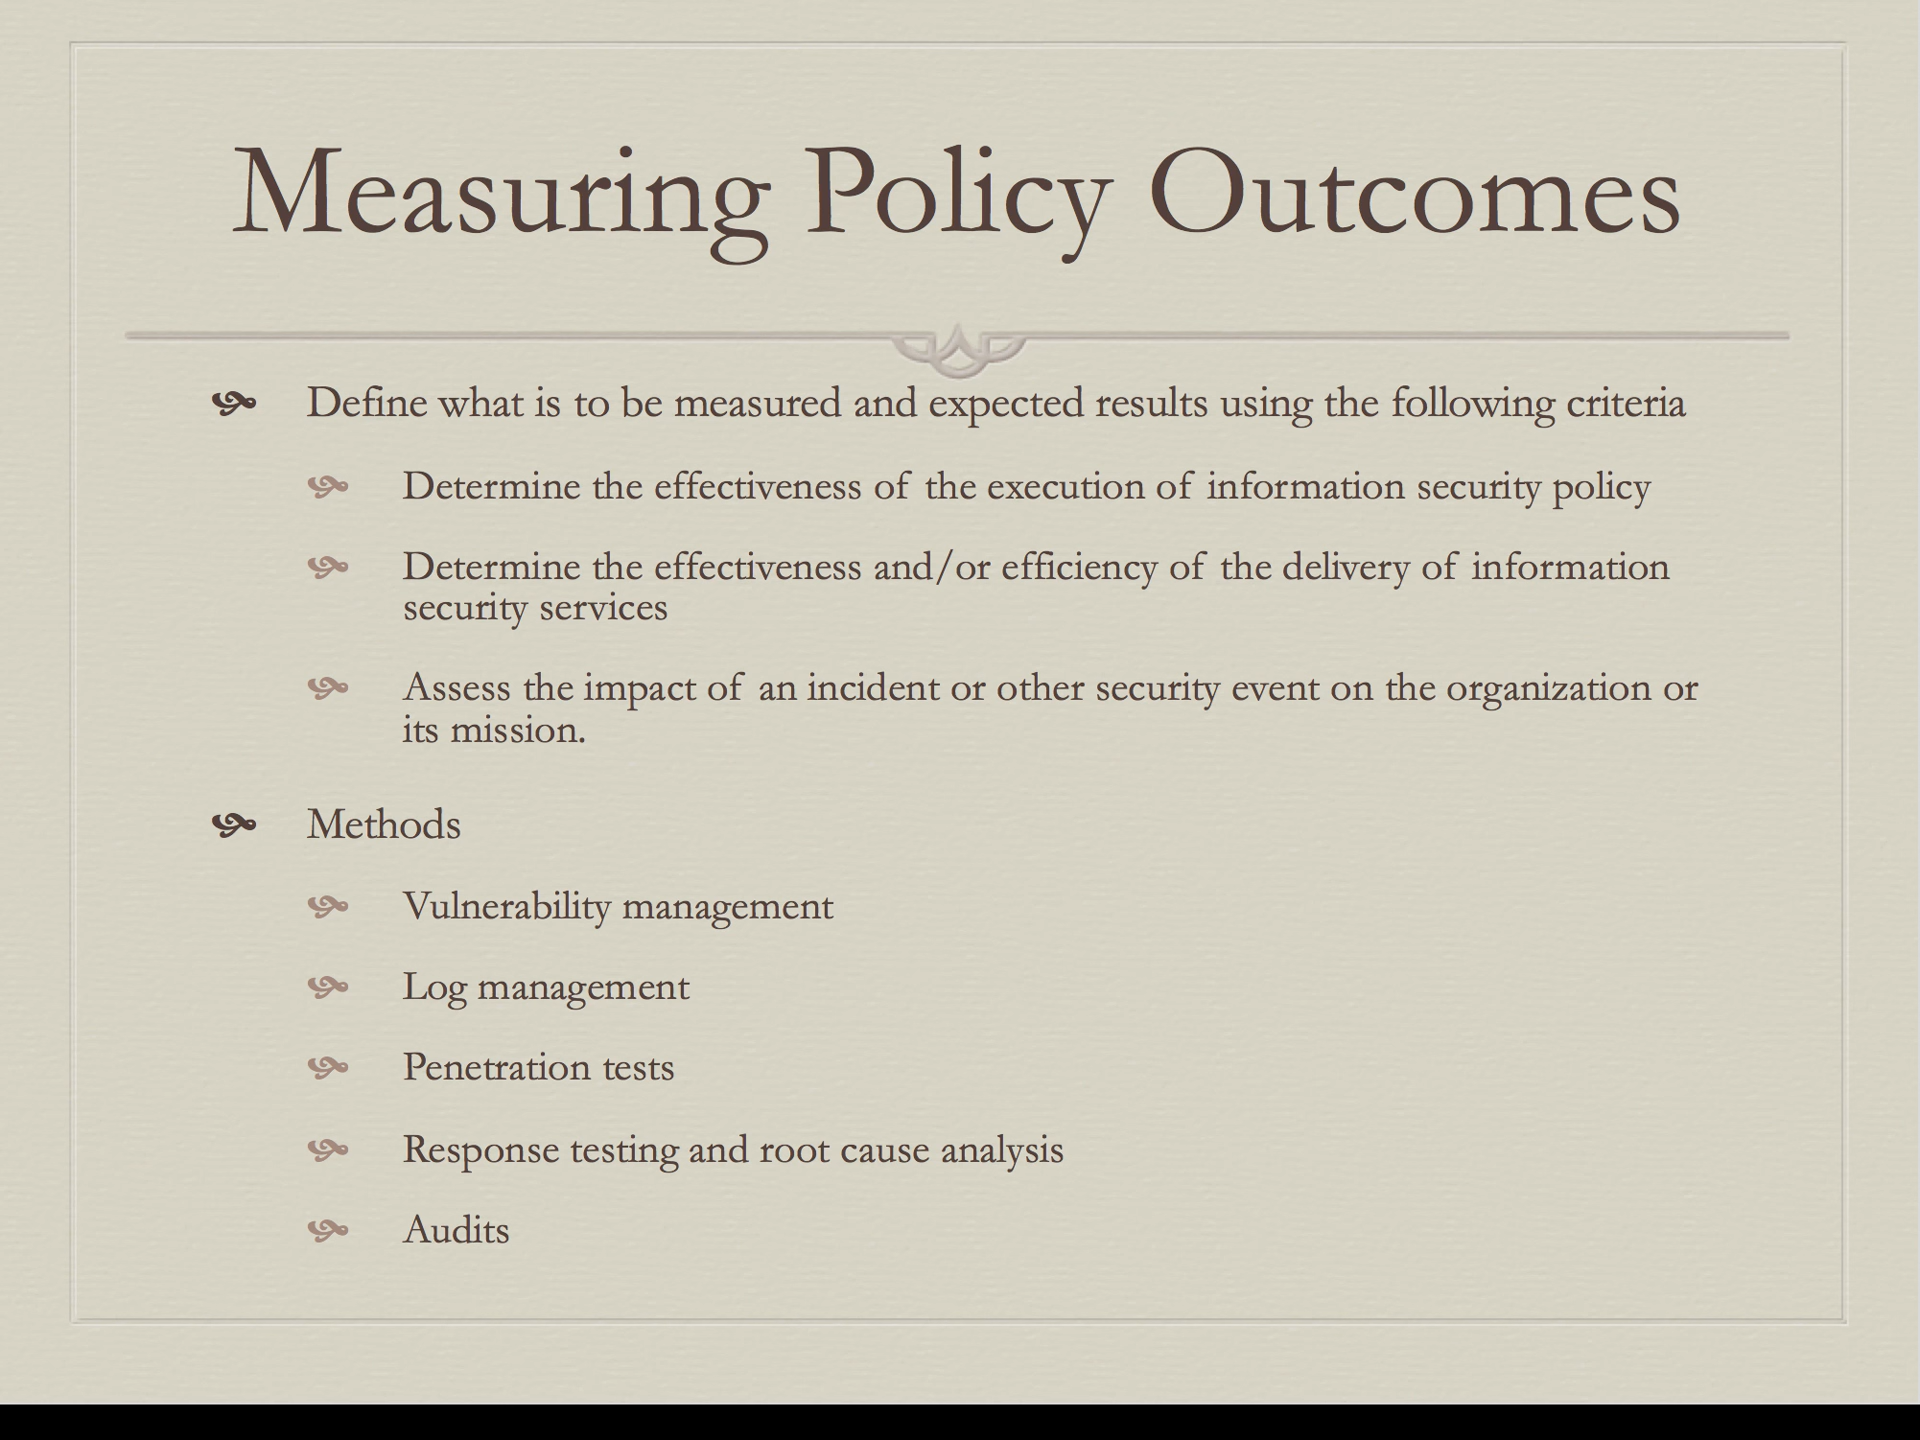 Measuring Policy Outcomes
Define what is to be measured and expected results using the following criteria
Determine the effectiveness of the execution of information security policy
Determine the effectiveness and/or efficiency of the delivery of information
security services
Assess the impact of an incident or other security event on the organization or
its mission.
Methods
Vulnerability management
Log management
Penetration tests
Response testing and root cause analysis
Audits